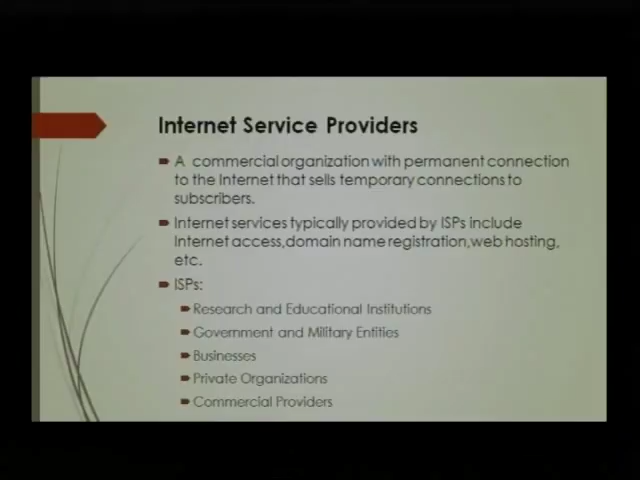 Internet Service Providers
A commercial organization with permanent connection
to the Internet that sells temporary connections to
subscribers.
Internet services typically provided by ISPs include
Internet access,domain name registration,web hosting,
etc.
ISPs:
Research and Educational Institutions
Government and Military Entities
Businesses
Private Organizations
Commercial Providers